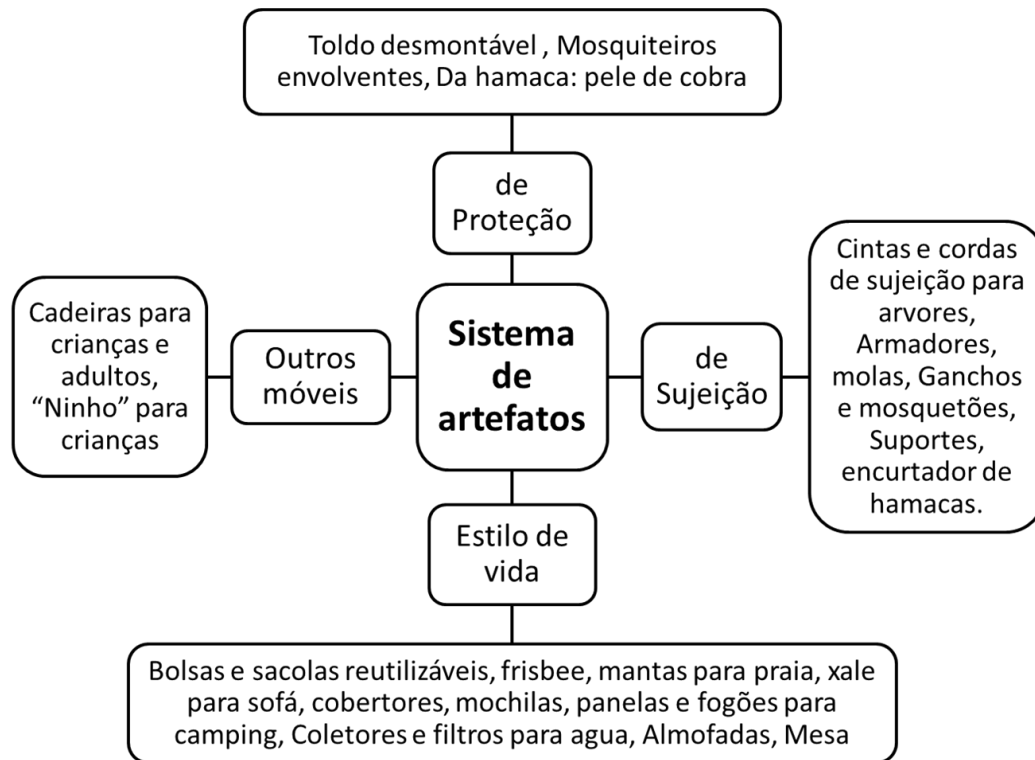 Toldo desmontável , Mosquiteiros
envolventes, Da hamaca: pele de cobra
de
Proteção
Cadeiras para
crianças e
adultos,
“Ninho” para
crianças
Outros
móveis
Sistema
de
artefatos
de
Sujeição
Cintas e cordas
de sujeição para
arvores,
Armadores,
molas, Ganchos
e mosquetões,
Suportes,
encurtador de
hamacas.
Estilo de
vida
Bolsas e sacolas reutilizáveis, frisbee, mantas para praia, xale
para sofá, cobertores, mochilas, panelas e fogões para
camping, Coletores e filtros para agua, Almofadas, Mesa